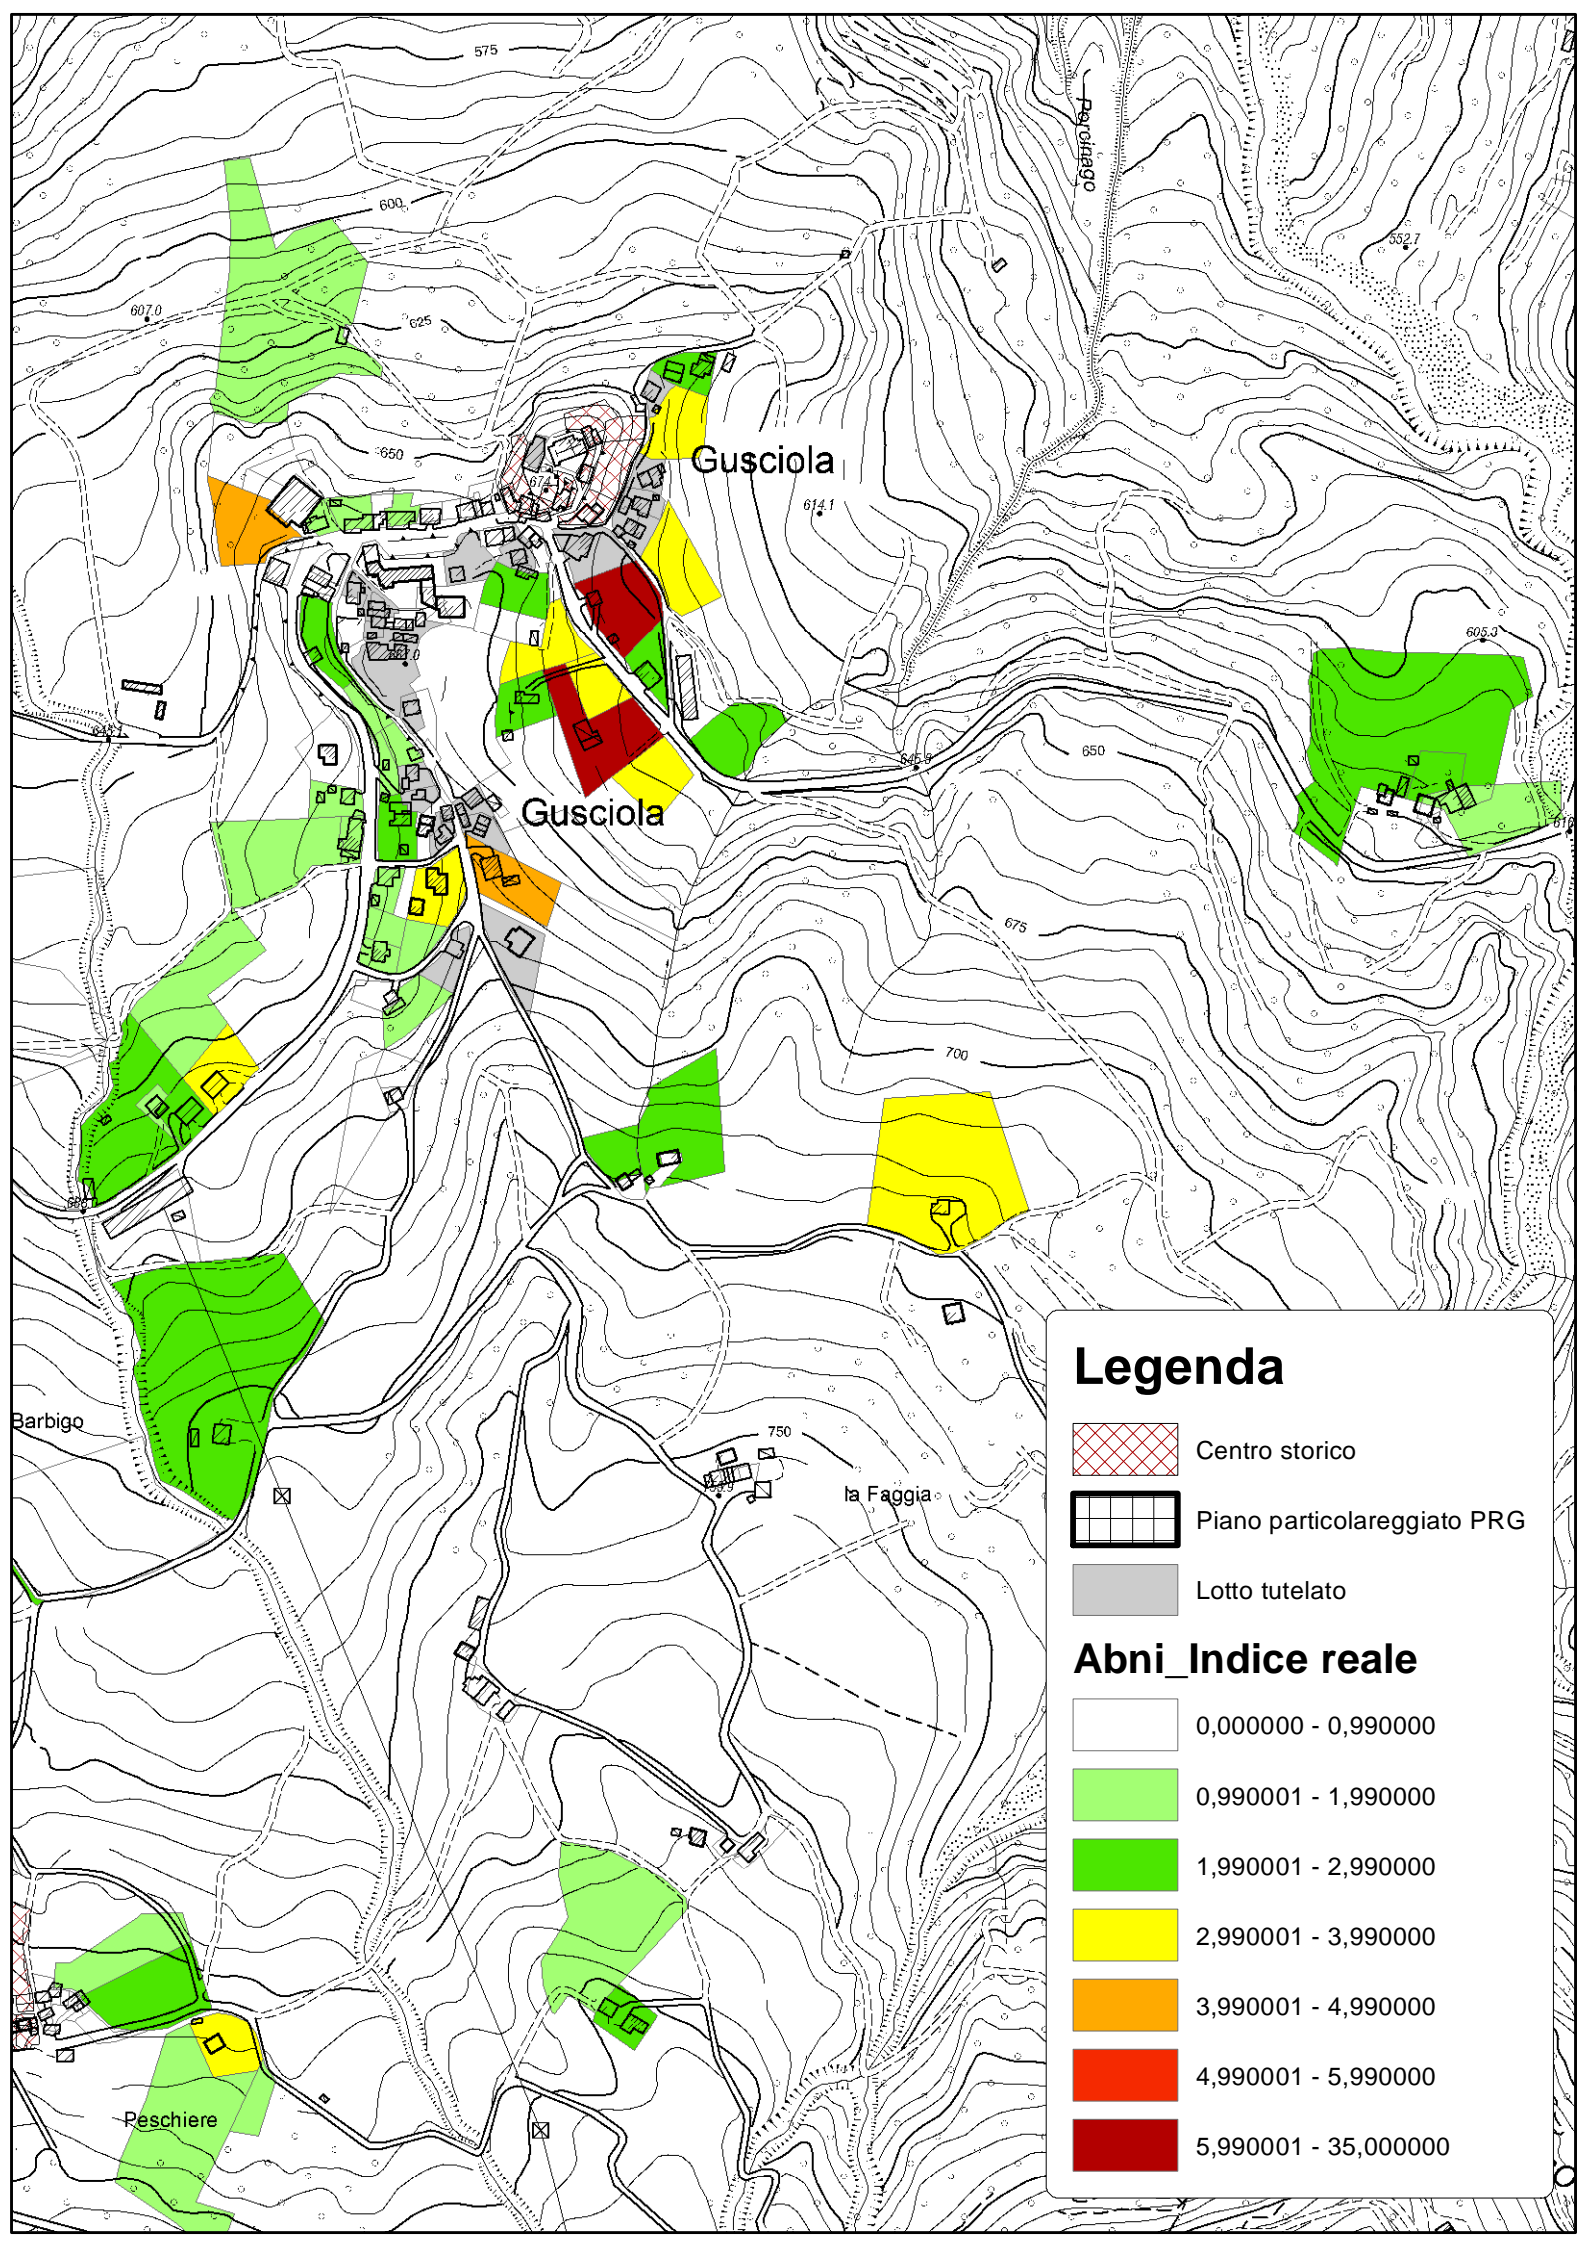 575
Porcinago
600
552.7
607.0
625
650
Gusciola
674
614.1
605.3
645.1
650
645.9
Gusciola
675
700
Barbigo
750
la Faggia
Peschiere
Legenda
Centro storico
Piano particolareggiato PRG
Lotto tutelato
Abni_Indice reale
0,000000 - 0,990000
0,990001 - 1,990000
1,990001 - 2,990000
2,990001 - 3,990000
3,990001 - 4,990000
4,990001 - 5,990000
5,990001 - 35,000000